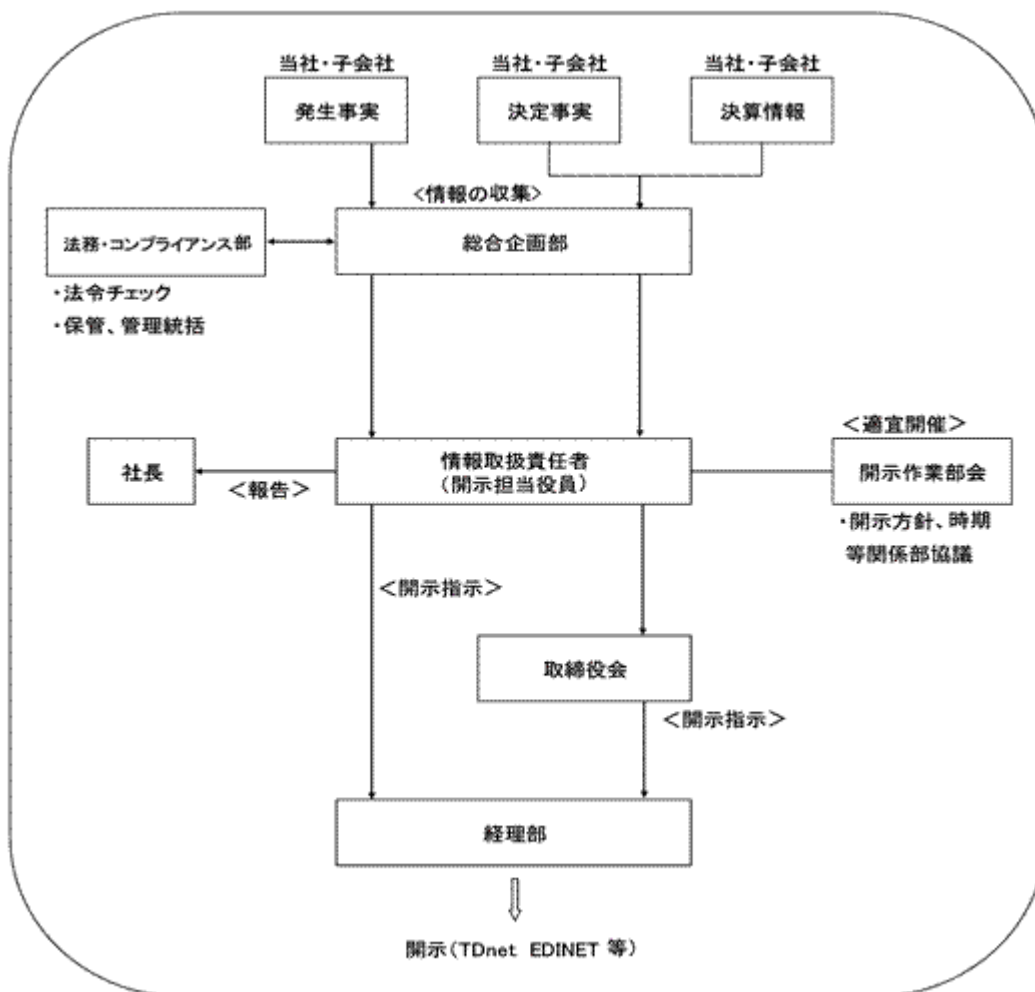 当社・子会社
当社・子会社
当社・子会社
発生事実
決定事実
決算情報
<情報の収集>
法務・コンプライアンス部
総合企画部
・法令チェック
・保管、管理統括
<適宜開催>
社長
情報取扱責任者
(開示担当役員)
開示作業部会
<報告>
・開示方針、時期
等関係部協議
<開示指示>
取締役会
<開示指示>
経理部
開示(TDnet EDINET 等)